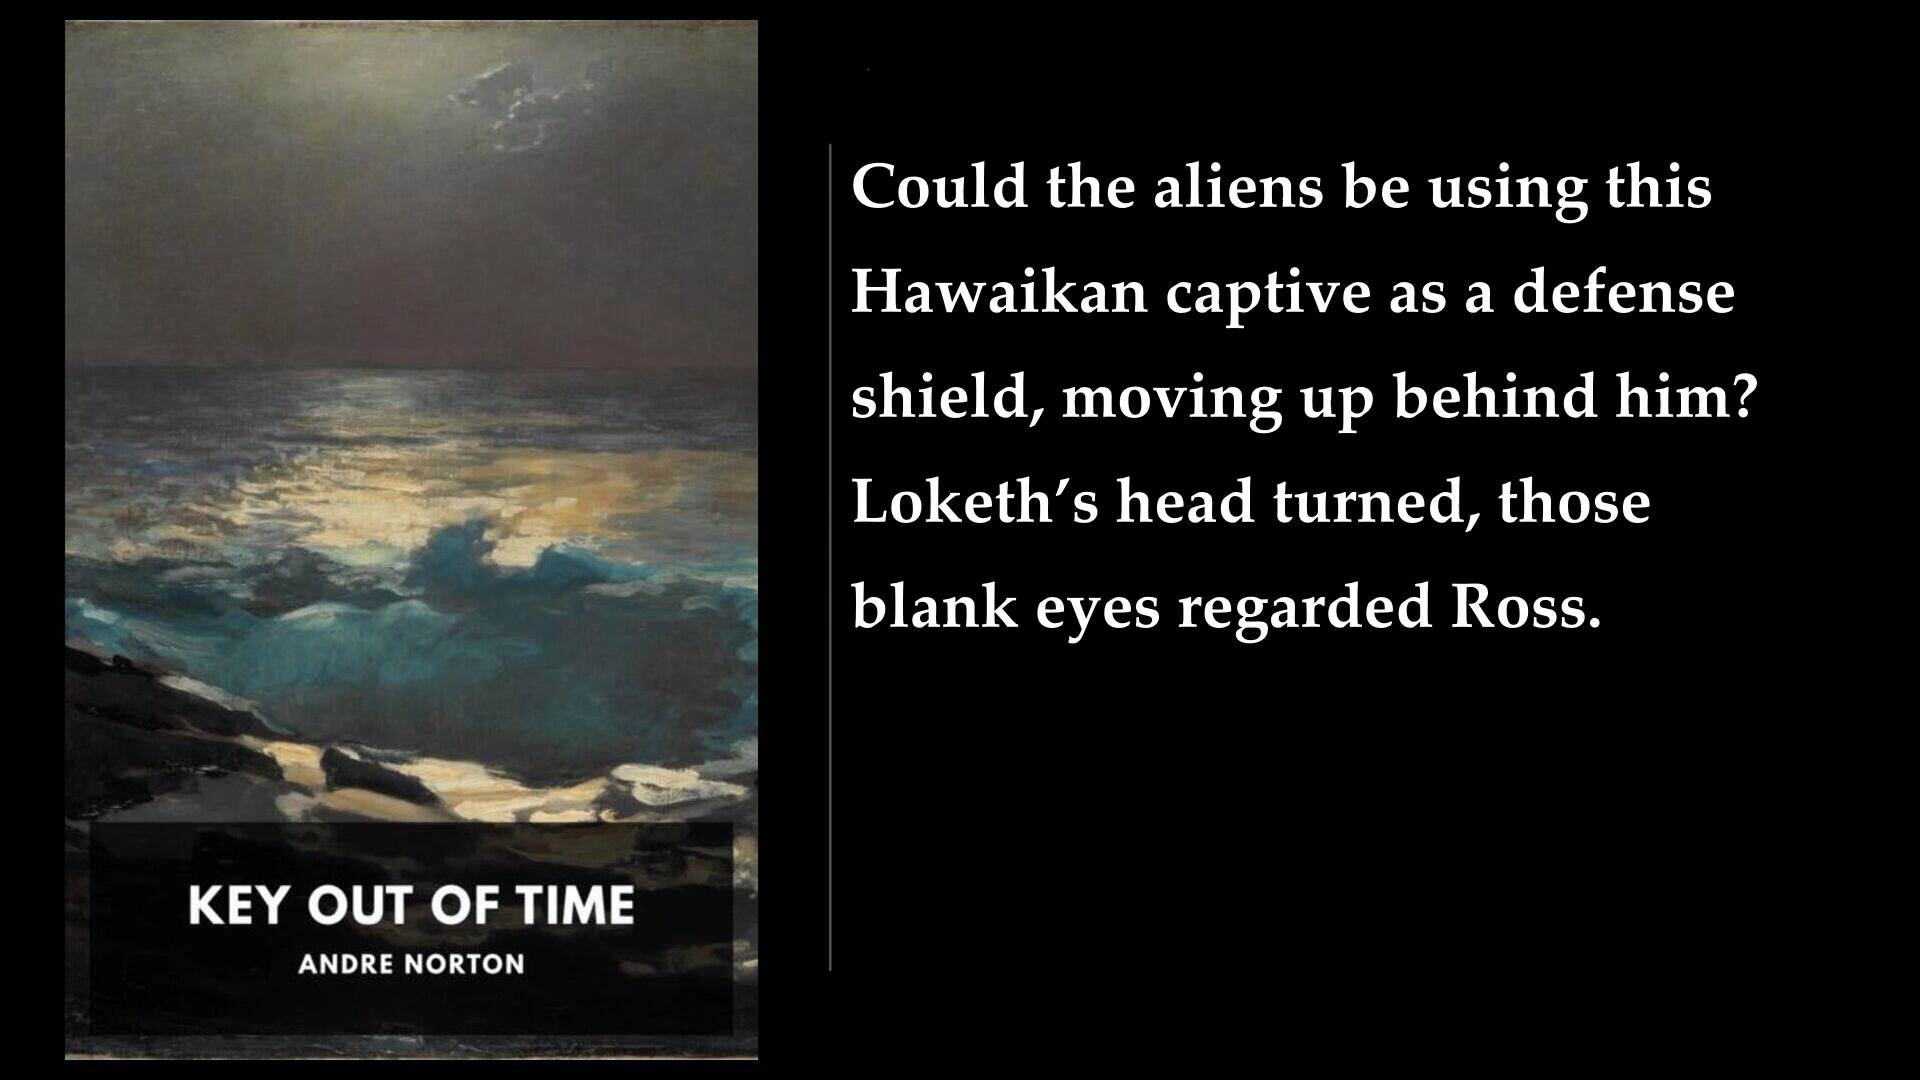 Could the aliens be using this
Hawaikan captive as a defense
shield, moving up behind him?
Loketh’s head turned, those
blank eyes regarded Ross.
KEY OUT OF TIME
ANDRE NORTON